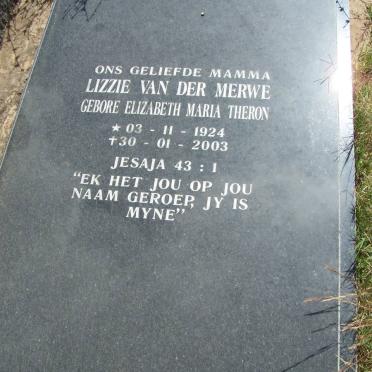 ONS GELIEFDE MAMMA
LIZZIE VAN DER MERWE
GEBORE ELIZABETH MARIA THERON
★ 03 - 11 - 1924
✝ 30 - 01 - 2003
JESAJA 43 : 1
“EK HET JOU OP JOU
NAAM GEROEP, JY IS
MYNE”